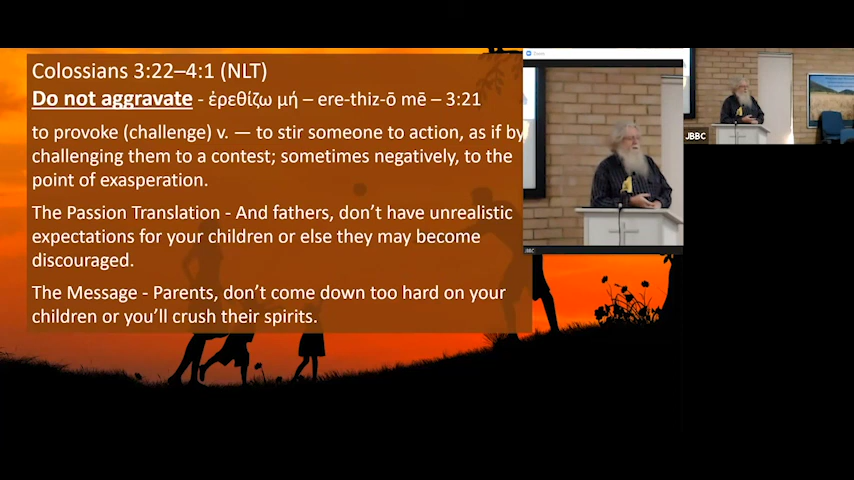 Colossians 3:22–4:1 (NLT)
Do not aggravate - ἐρεθίζω μή – ere-thiz-ō mē – 3:21
to provoke (challenge) v. — to stir someone to action, as if by
challenging them to a contest; sometimes negatively, to the
point of exasperation.
The Passion Translation - And fathers, don’t have unrealistic
expectations for your children or else they may become
discouraged.
The Message - Parents, don’t come down too hard on your
children or you’ll crush their spirits.
JBBC